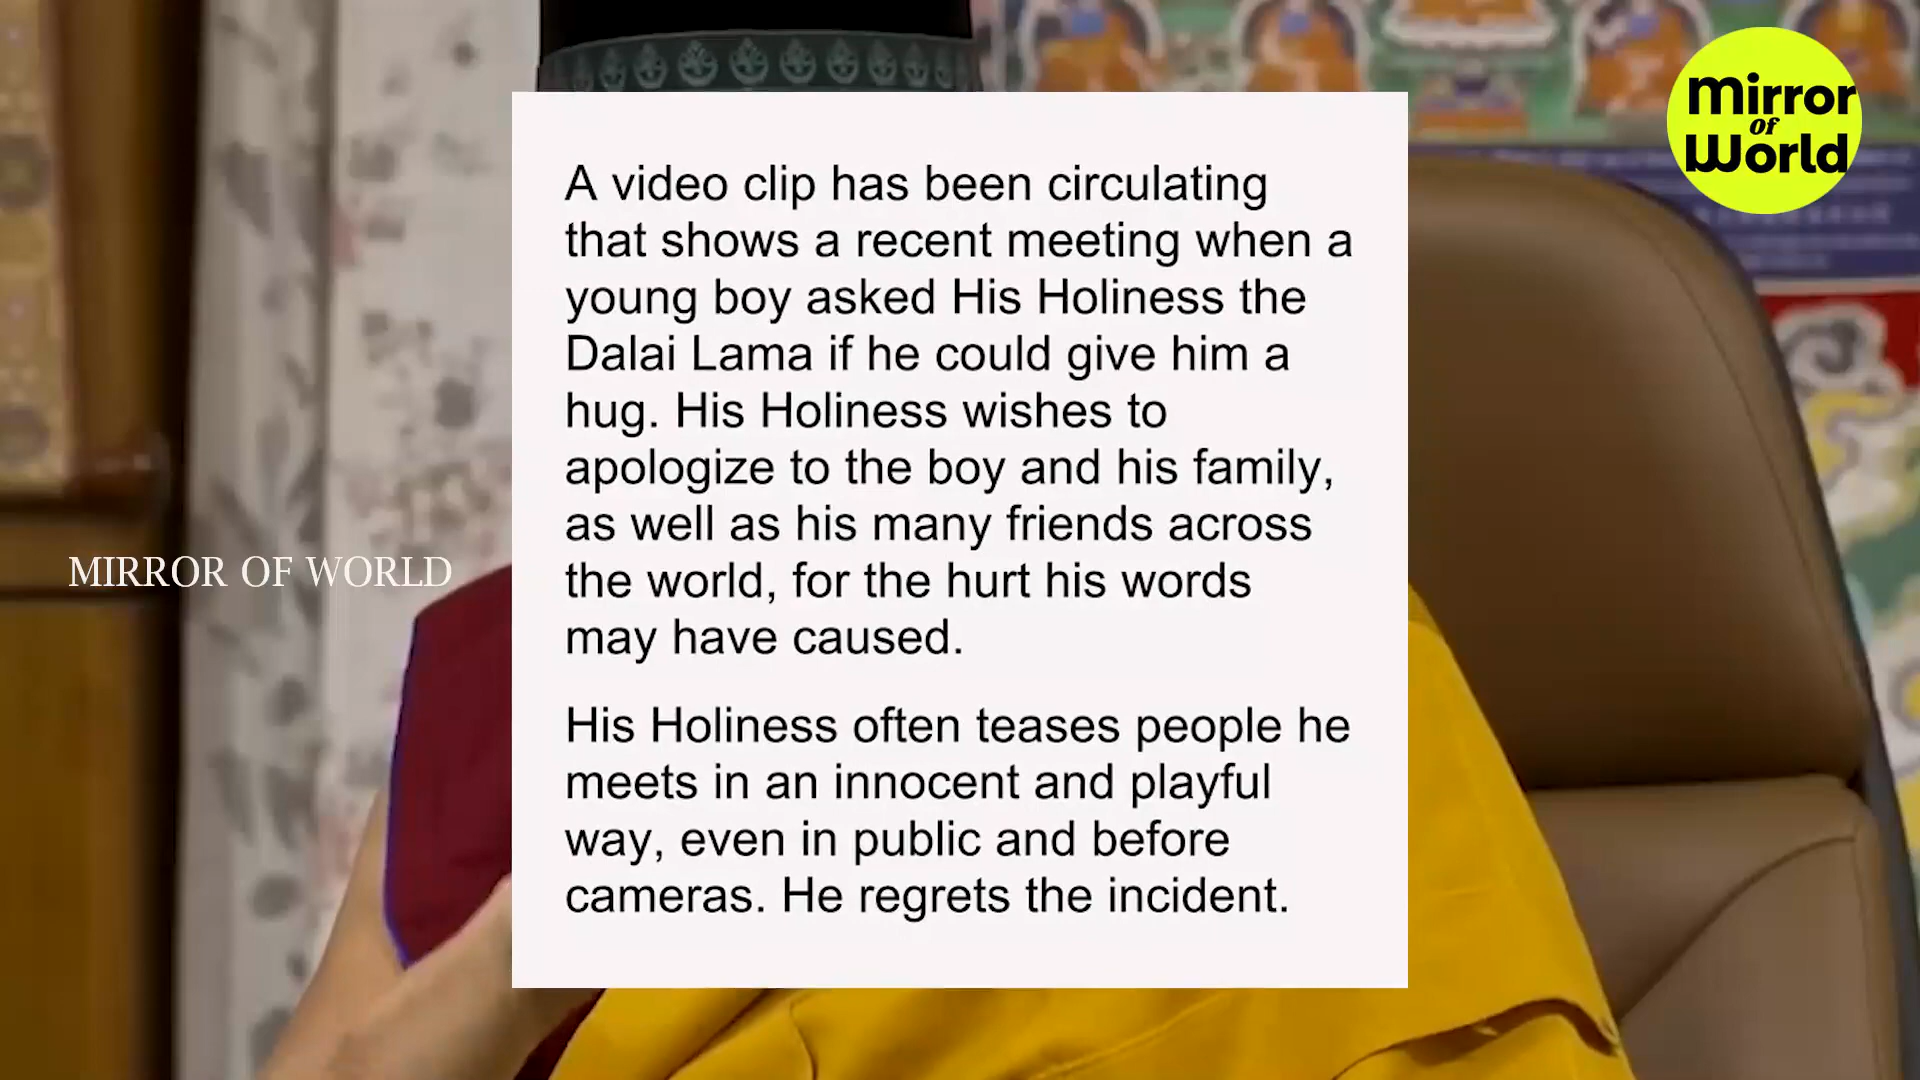 mirror
Of
World
A video clip has been circulating
that shows a recent meeting when a
young boy asked His Holiness the
Dalai Lama if he could give him a
hug. His Holiness wishes to
apologize to the boy and his family,
as well as his many friends across
the world, for the hurt his words
may have caused.
His Holiness often teases people he
meets in an innocent and playful
way, even in public and before
cameras. He regrets the incident.
MIRROR OF WORLD